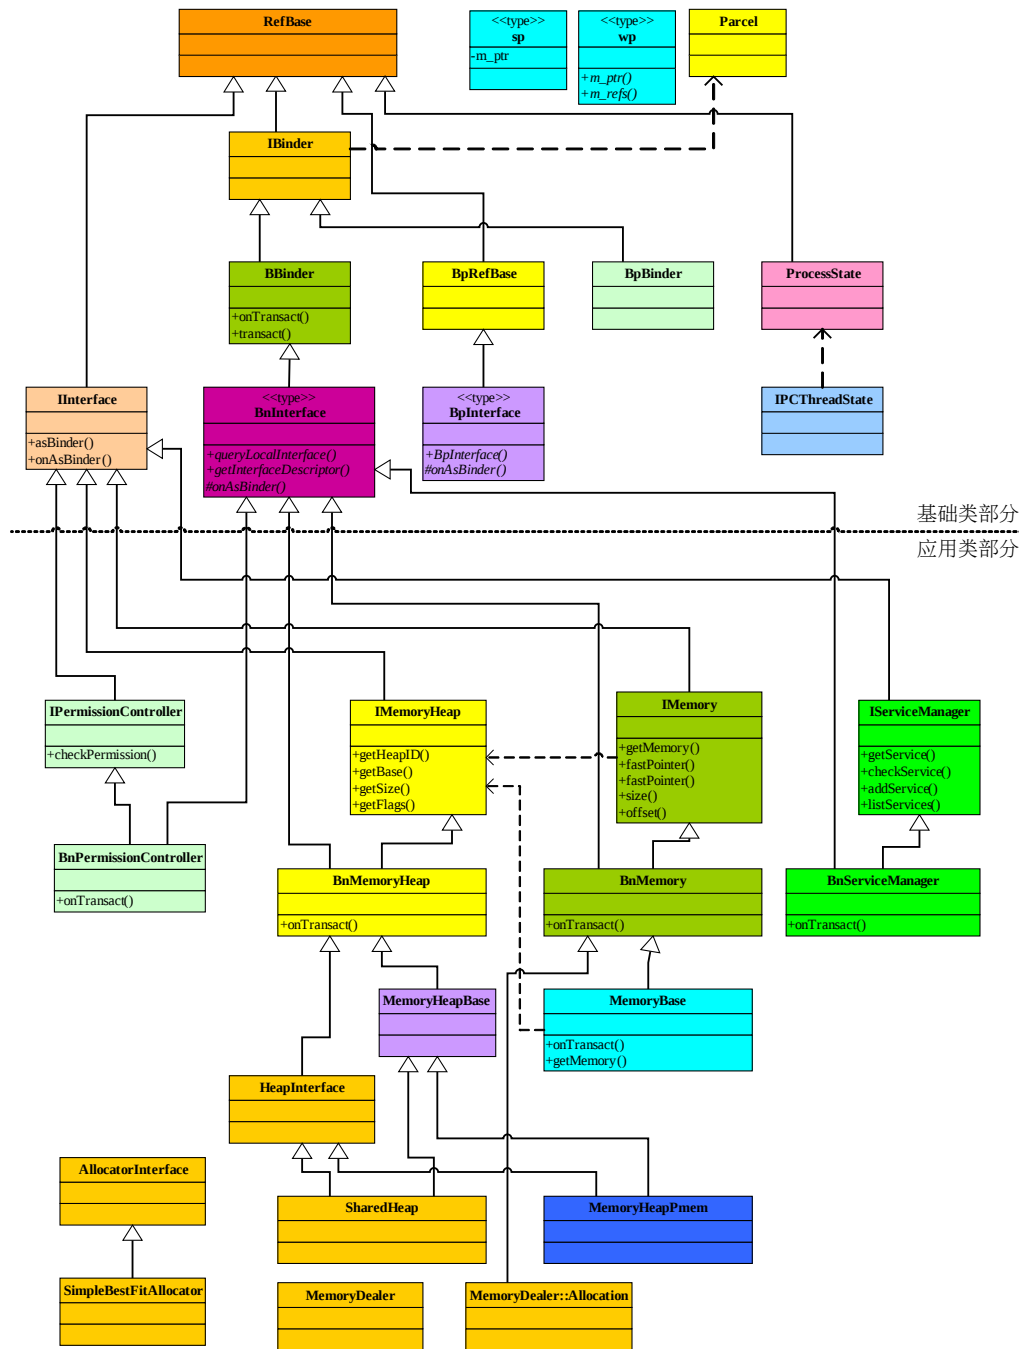 RefBase
<<type>>
sp
-m_ptr
<<type>>
wp
+m_ptr()
+m_refs()
Parcel
IBinder
BBinder
+onTransact()
+transact()
BpRefBase
BpBinder
ProcessState
IInterface
+asBinder()
+onAsBinder()
<<type>>
BnInterface
+queryLocalInterface()
+getInterfaceDescriptor()
#onAsBinder()
<<type>>
BpInterface
+BpInterface()
#onAsBinder()
IPCThreadState
基础类部分
应用类部分
IPermissionController
+checkPermission()
IMemoryHeap
+getHeapID()
+getBase()
+getSize()
+getFlags()
IMemory
+getMemory()
+fastPointer()
+fastPointer()
+size()
+offset()
IServiceManager
+getService()
+checkService()
+addService()
+listServices()
BnPermissionController
+onTransact()
BnMemoryHeap
+onTransact()
BnMemory
+onTransact()
BnServiceManager
+onTransact()
MemoryHeapBase
MemoryBase
+onTransact()
+getMemory()
HeapInterface
AllocatorInterface
SharedHeap
MemoryHeapPmem
SimpleBestFitAllocator
MemoryDealer
MemoryDealer::Allocation